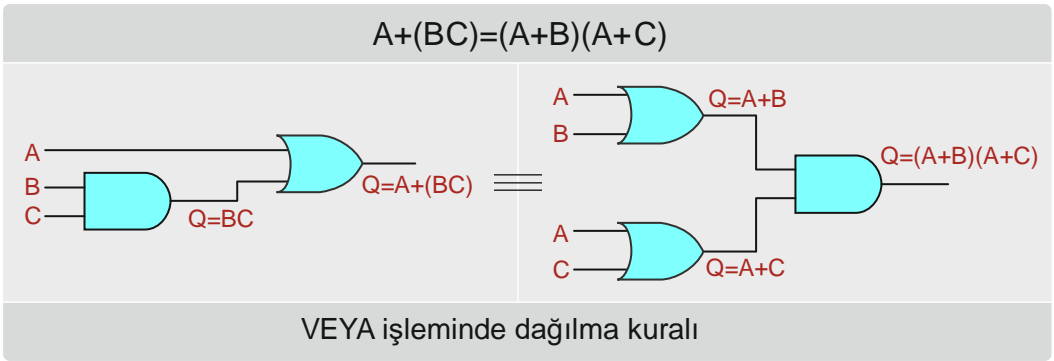 A+(BC)=(A+B)(A+C)
A
B
C
Q=BC
Q=A+(BC)
A
B
Q=A+B
A
C
Q=A+C
Q=(A+B)(A+C)
VEYA işleminde dağılma kuralı